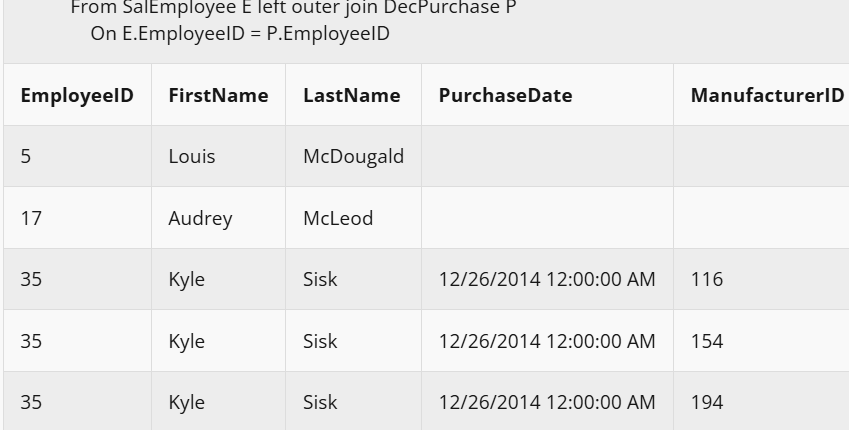 From SalEmployee E left outer join DecPurchase P
On E.EmployeeID = P.EmployeeID
EmployeeID FirstName LastName PurchaseDate ManufacturerID
5 Louis McDougald
17 Audrey McLeod
35 Kyle Sisk 12/26/2014 12:00:00 AM 116
35 Kyle Sisk 12/26/2014 12:00:00 AM 154
35 Kyle Sisk 12/26/2014 12:00:00 AM 194